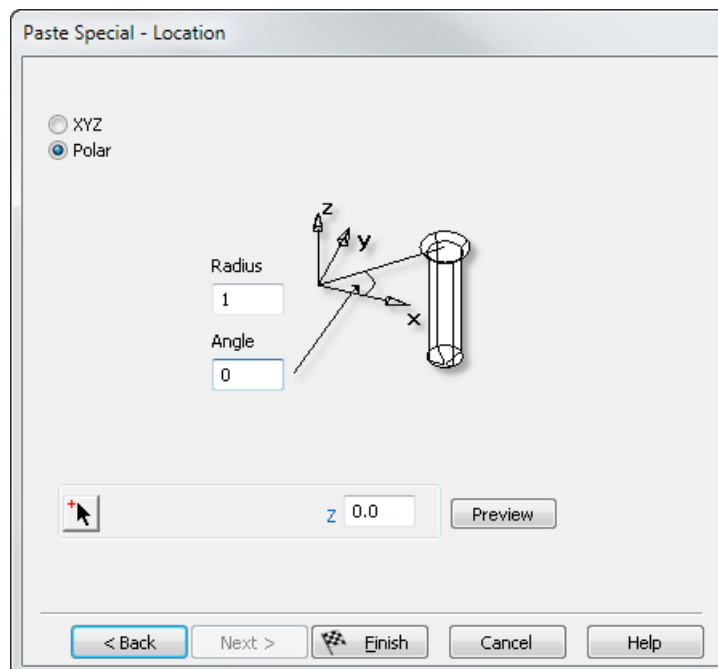 Paste Special - Location
XYZ
Polar
z
y
x
Radius
1
Angle
0
Z 0.0 Preview
< Back Next > Finish Cancel Help